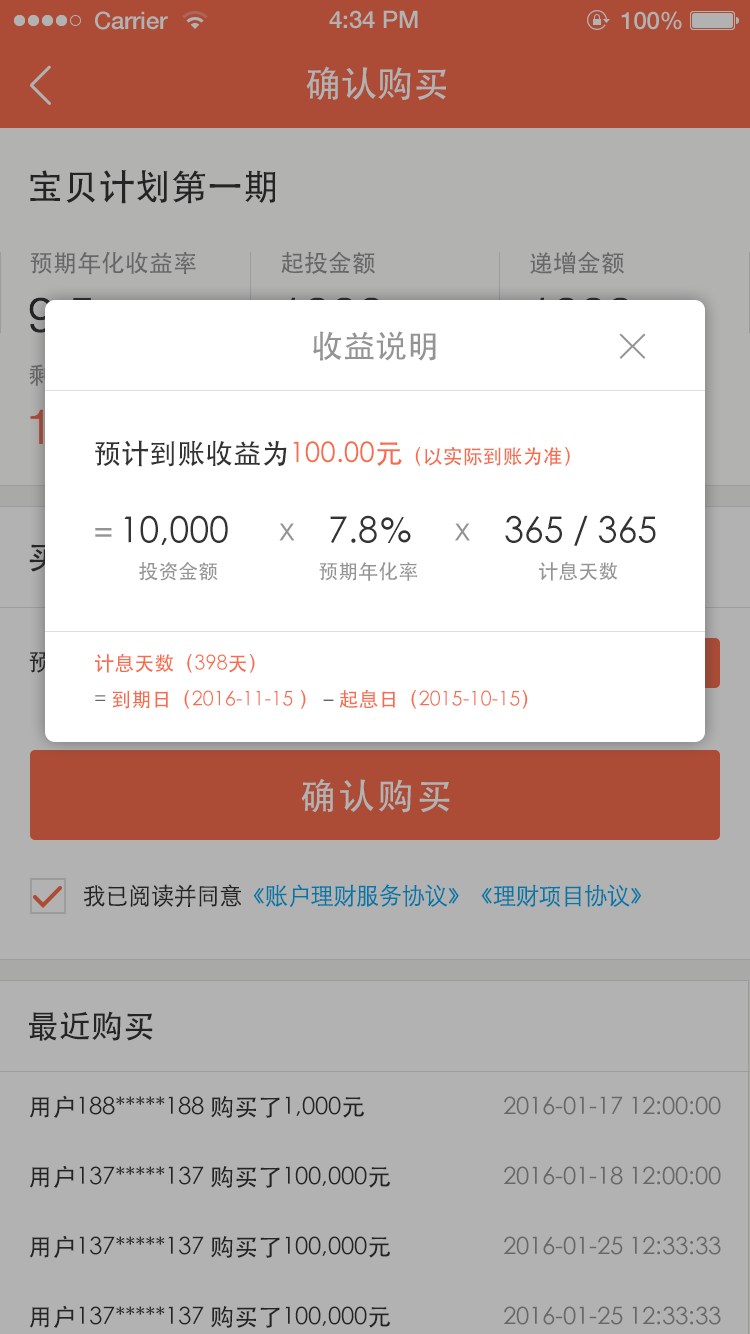 Carrier 4:34 PM 100%
确认购买
宝贝计划第一期
预期年化收益率 起投金额 递增金额
收益说明
预计到账收益为100.00元（以实际到账为准）
=10,000 x 7.8% x 365 / 365
投资金额 预期年化率 计息天数
计息天数（398天）
= 到期日（2016-11-15 ） – 起息日（2015-10-15）
确认购买
我已阅读并同意《账户理财服务协议》 《理财项目协议》
最近购买
用户188*****188 购买了1,000元 2016-01-17 12:00:00
用户137*****137 购买了100,000元 2016-01-18 12:00:00
用户137*****137 购买了100,000元 2016-01-25 12:33:33
用户137*****137 购买了100,000元 2016-01-25 12:33:33